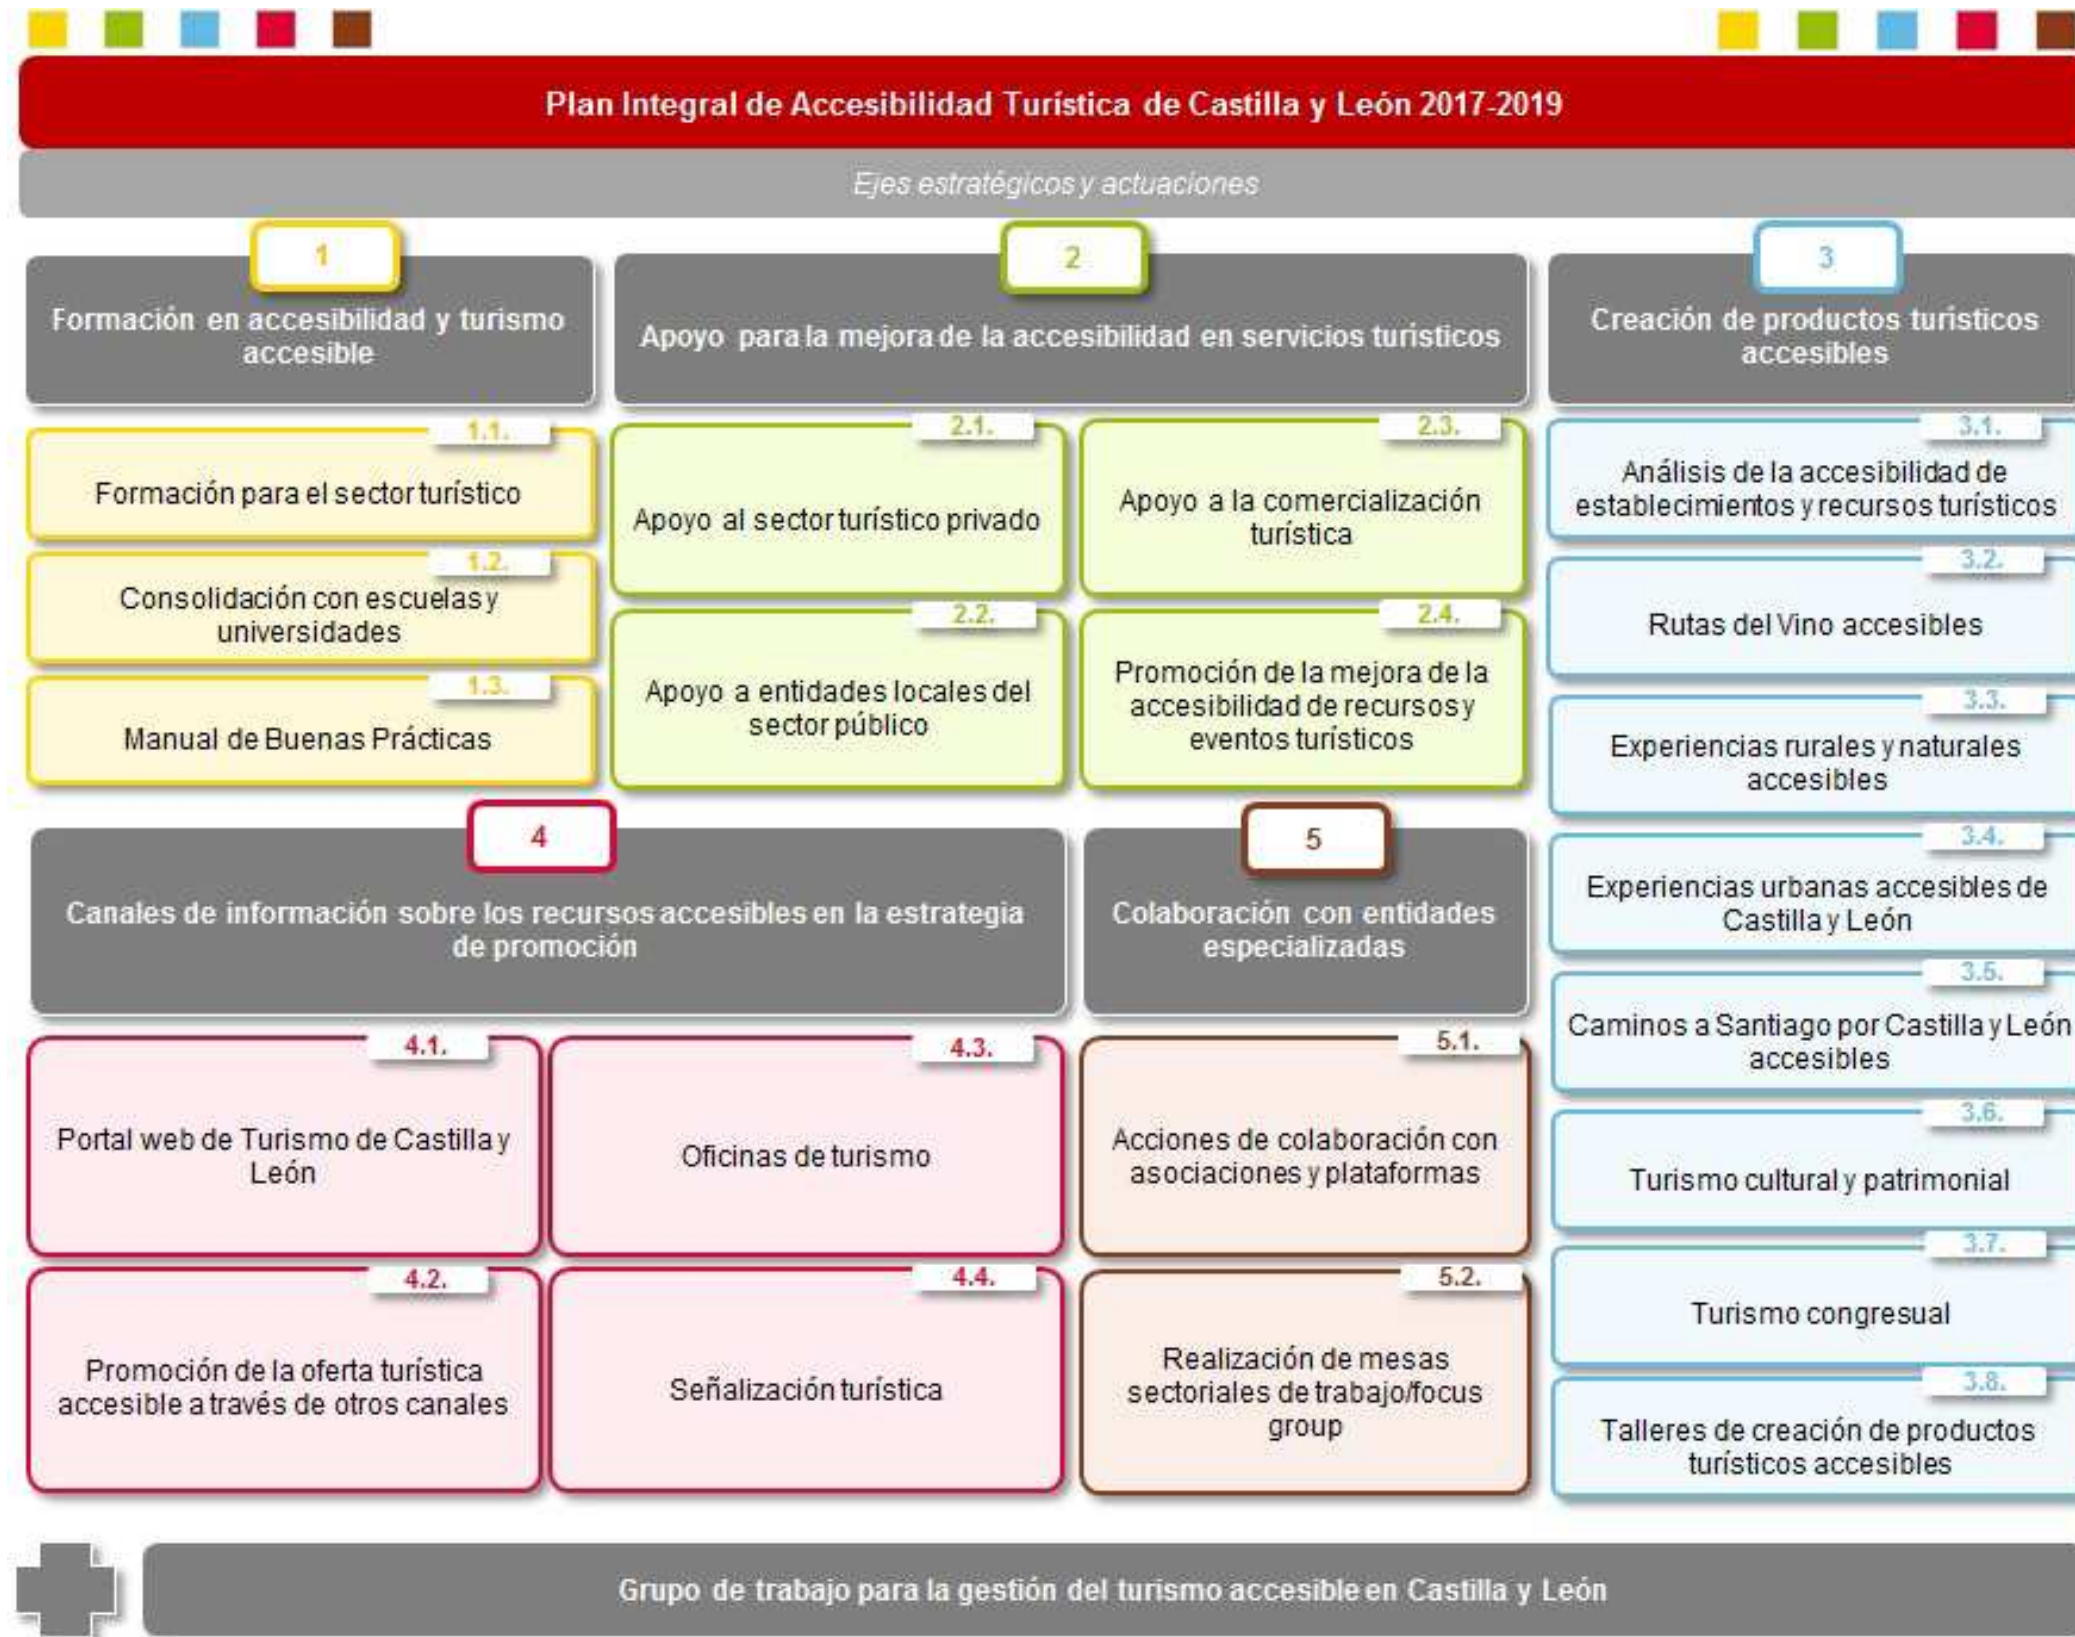 Plan Integral de Accesibilidad Turística de Castilla y León 2017-2019
Ejes estratégicos y actuaciones
1
Formación en accesibilidad y turismo
accesible
1.1.
Formación para el sector turístico
1.2.
Consolidación con escuelas y
universidades
1.3.
Manual de Buenas Prácticas
2
Apoyo para la mejora de la accesibilidad en servicios turísticos
2.1.
Apoyo al sector turístico privado
2.2.
Apoyo a entidades locales del
sector público
2.3.
Apoyo a la comercialización
turística
2.4.
Promoción de la mejora de la
accesibilidad de recursos y
eventos turísticos
3
Creación de productos turísticos
accesibles
3.1.
Análisis de la accesibilidad de
establecimientos y recursos turísticos
3.2.
Rutas del Vino accesibles
3.3.
Experiencias rurales y naturales
accesibles
3.4.
Experiencias urbanas accesibles de
Castilla y León
3.5.
Caminos a Santiago por Castilla y León
accesibles
3.6.
Turismo cultural y patrimonial
3.7.
Turismo congresual
3.8.
Talleres de creación de productos
turísticos accesibles
4
Canales de información sobre los recursos accesibles en la estrategia
de promoción
4.1.
Portal web de Turismo de Castilla y
León
4.2.
Promoción de la oferta turística
accesible a través de otros canales
4.3.
Oficinas de turismo
4.4.
Señalización turística
5
Colaboración con entidades
especializadas
5.1.
Acciones de colaboración con
asociaciones y plataformas
5.2.
Realización de mesas
sectoriales de trabajo/focus
group
Grupo de trabajo para la gestión del turismo accesible en Castilla y León